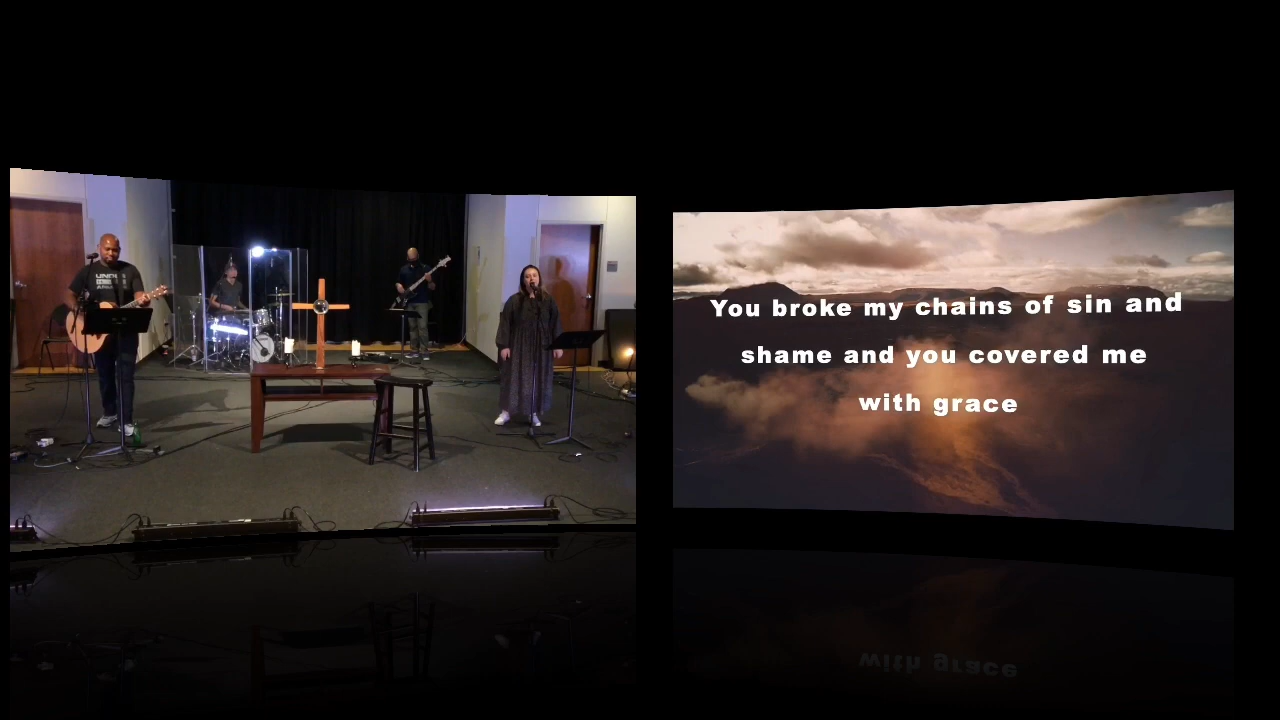 You broke my chains of sin and
shame and you covered me
with grace